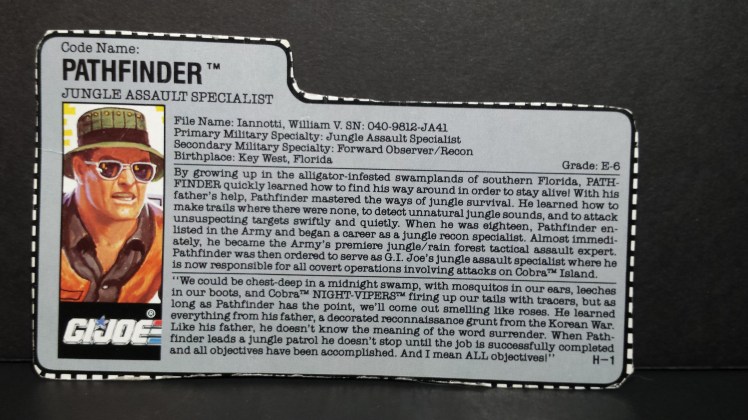 Code Name:
PATHFINDER™
JUNGLE ASSAULT SPECIALIST
File Name: Iannotti, William V. SN: 040-9812-JA41
Primary Military Specialty: Jungle Assault Specialist
Secondary Military Specialty: Forward Observer/Recon
Birthplace: Key West, Florida
Grade: E-6
By growing up in the alligator-infested swamplands of southern Florida, PATH-
FINDER quickly learned how to find his way around in order to stay alive! With his
father's help, Pathfinder mastered the ways of jungle survival. He learned how to
make trails where there were none, to detect unnatural jungle sounds, and to attack
unsuspecting targets swiftly and quietly. When he was eighteen, Pathfinder en-
listed in the Army and began a career as a jungle recon specialist. Almost immedi-
ately, he became the Army's premiere jungle/rain forest tactical assault expert.
Pathfinder was then ordered to serve as G.I. Joe's jungle assault specialist where he
is now responsible for all covert operations involving attacks on Cobra™ Island.
"We could be chest-deep in a midnight swamp, with mosquitos in our ears, leeches
in our boots, and Cobra™ NIGHT-VIPERS™ firing up our tails with tracers, but as
long as Pathfinder has the point, we'll come out smelling like roses. He learned
everything from his father, a decorated reconnaissance grunt from the Korean War.
Like his father, he doesn't know the meaning of the word surrender. When Path-
finder leads a jungle patrol he doesn't stop until the job is successfully completed
and all objectives have been accomplished. And I mean ALL objectives!"
H-1
G.I. JOE®